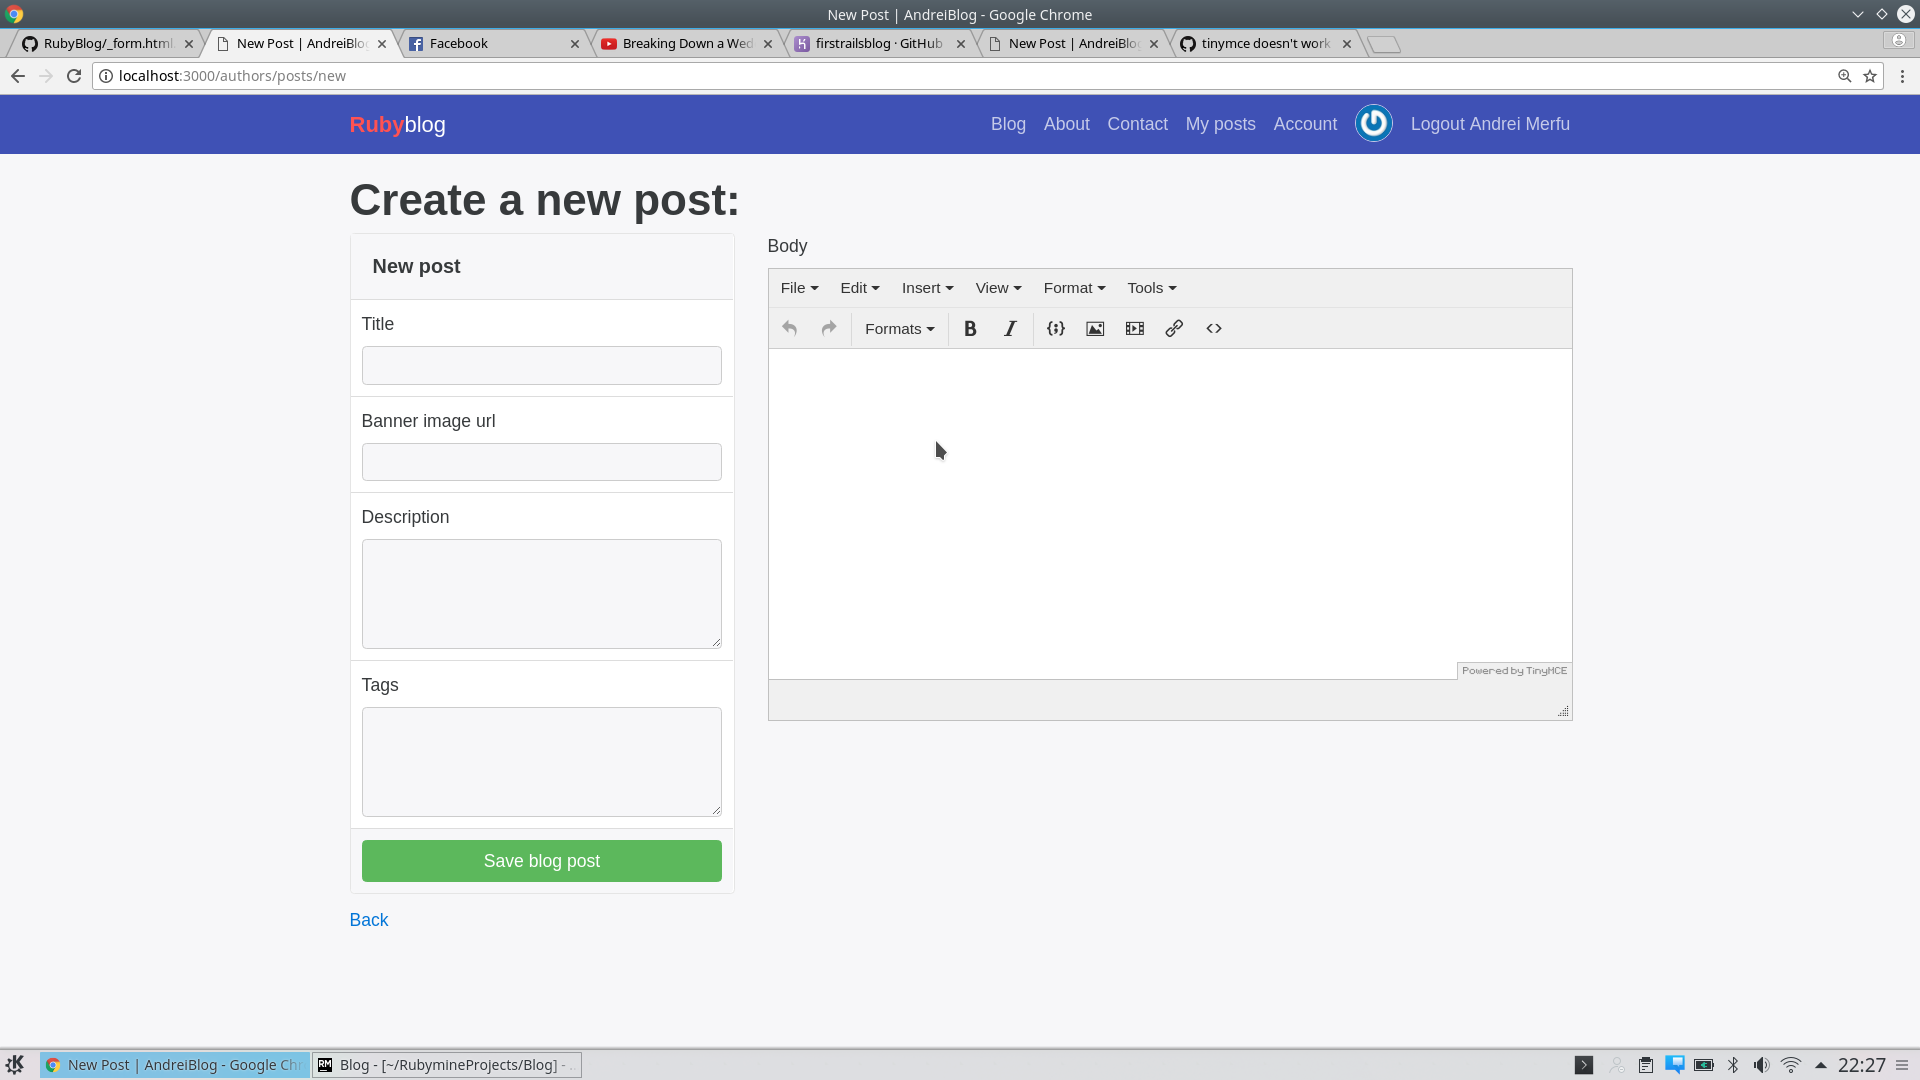 New Post | AndreiBlog - Google Chrome
RubyBlog/_form.html.
New Post | AndreiBlog
Facebook
Breaking Down a Wed
firstrailsblog · GitHub
New Post | AndreiBlog
tinymce doesn't work
localhost:3000/authors/posts/new
Rubyblog
Blog
About
Contact
My posts
Account
Logout Andrei Merfu
Create a new post:
New post
Title
Banner image url
Description
Tags
Save blog post
Back
Body
File
Edit
Insert
View
Format
Tools
Formats
B
I
Powered by TinyMCE
New Post | AndreiBlog - Google Chr
RM
Blog - [~/RubymineProjects/Blog] - ..
22:27